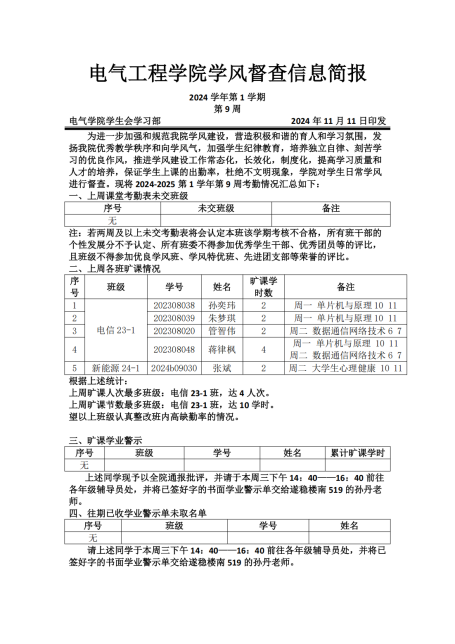 电气工程学院学风督查信息简报
2024 学年第 1 学期
第 9 周
电气学院学生会学习部 2024 年 11 月 11 日印发
为进一步加强和规范我院学风建设，营造积极和谐的育人和学习氛围，发
扬我院优秀教学秩序和向学风气，加强学生纪律教育，培养独立自律、刻苦学
习的优良作风，推进学风建设工作常态化，长效化，制度化，提高学习质量和
人才的培养，保证学生上课的出勤率，杜绝不文明现象，学院对学生日常学风
进行督查。现将 2024-2025 第 1 学年第 9 周考勤情况汇总如下：
一、上周课堂考勤表未交班级
序号 未交班级 备注
无
注：若两周及以上未交考勤表将会认定本班该学期考核不合格，所有班干部的
个性发展分不予认定、所有班委不得参加优秀学生干部、优秀团员等的评比，
且班级不得参加优良学风班、学风特优班、先进团支部等荣誉的评比。
二、上周各班旷课情况
序号 班级 学号 姓名 旷课学时数 备注
1 电信 23-1 202308038 孙奕玮 2 周一 单片机与原理 10 11
2 202308039 朱梦琪 2 周一 单片机与原理 10 11
3 202308020 管智伟 2 周二 数据通信网络技术 6 7
4 202308048 蒋律枫 4 周一 单片机与原理 10 11
周二 数据通信网络技术 6 7
5 新能源 24-1 2024b09030 张斌 2 周二 大学生心理健康 10 11
根据上述统计：
上周旷课人次最多班级：电信 23-1 班，达 4 人次。
上周旷课节数最多班级：电信 23-1 班，达 10 学时。
望以上班级认真整改班内高缺勤率的情况。
三、旷课学业警示
序号 班级 学号 姓名 累计旷课学时
无
上述同学现予以全院通报批评，并请于本周三下午 14：40——16：40 前往
各年级辅导员处，并将已签好字的书面学业警示单交给遂稳楼南 519 的孙丹老
师。
四、往期已收学业警示单未取名单
序号 班级 学号 姓名
无
请上述同学于本周三下午 14：40——16：40 前往各年级辅导员处，并将已
签好字的书面学业警示单交给遂稳楼南 519 的孙丹老师。